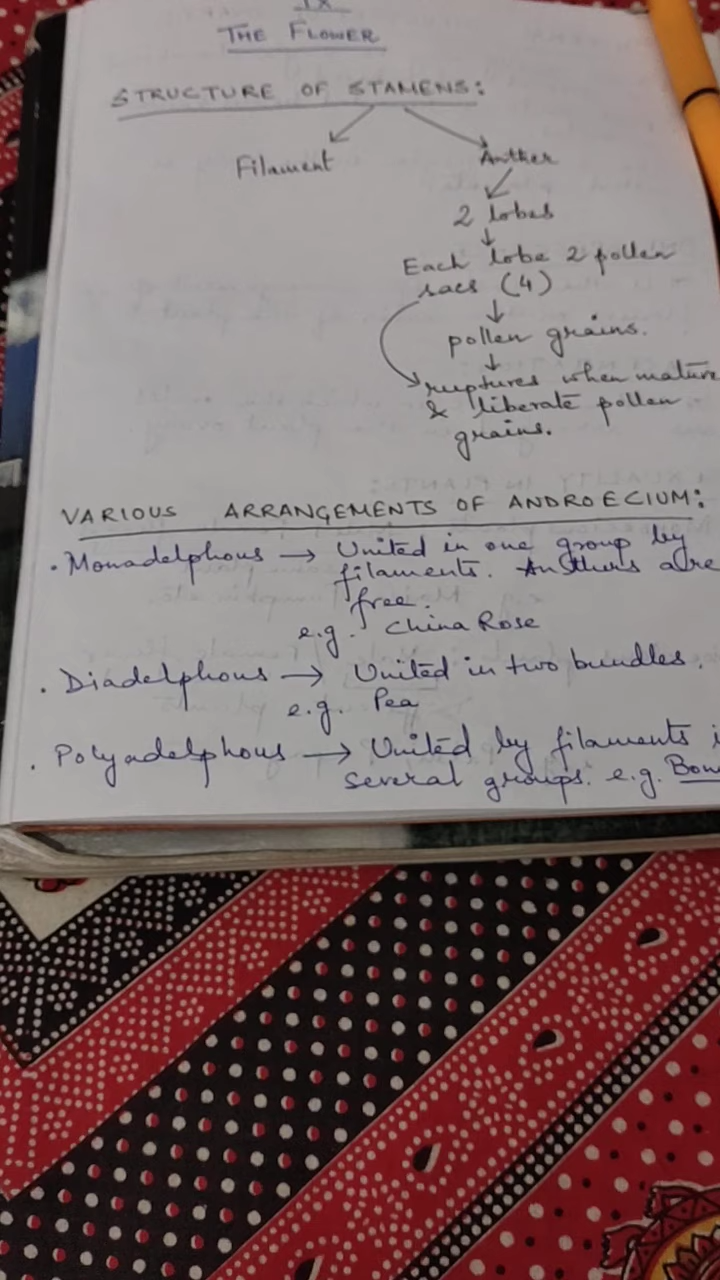 IX
THE FLOWER
STRUCTURE OF STAMENS:
Filament
Anther
2 lobes
Each lobe 2 pollen
sacs (4)
pollen grains.
ruptures when mature
& liberate pollen
grains.
VARIOUS ARRANGEMENTS OF ANDROECIUM:
. Monadelphous → United in one group by
filaments. Anthers are
free.
e.g. China Rose
. Diadelphous → United in two bundles.
e.g. Pea
. Polyadelphous → United by filaments
several groups. e.g.